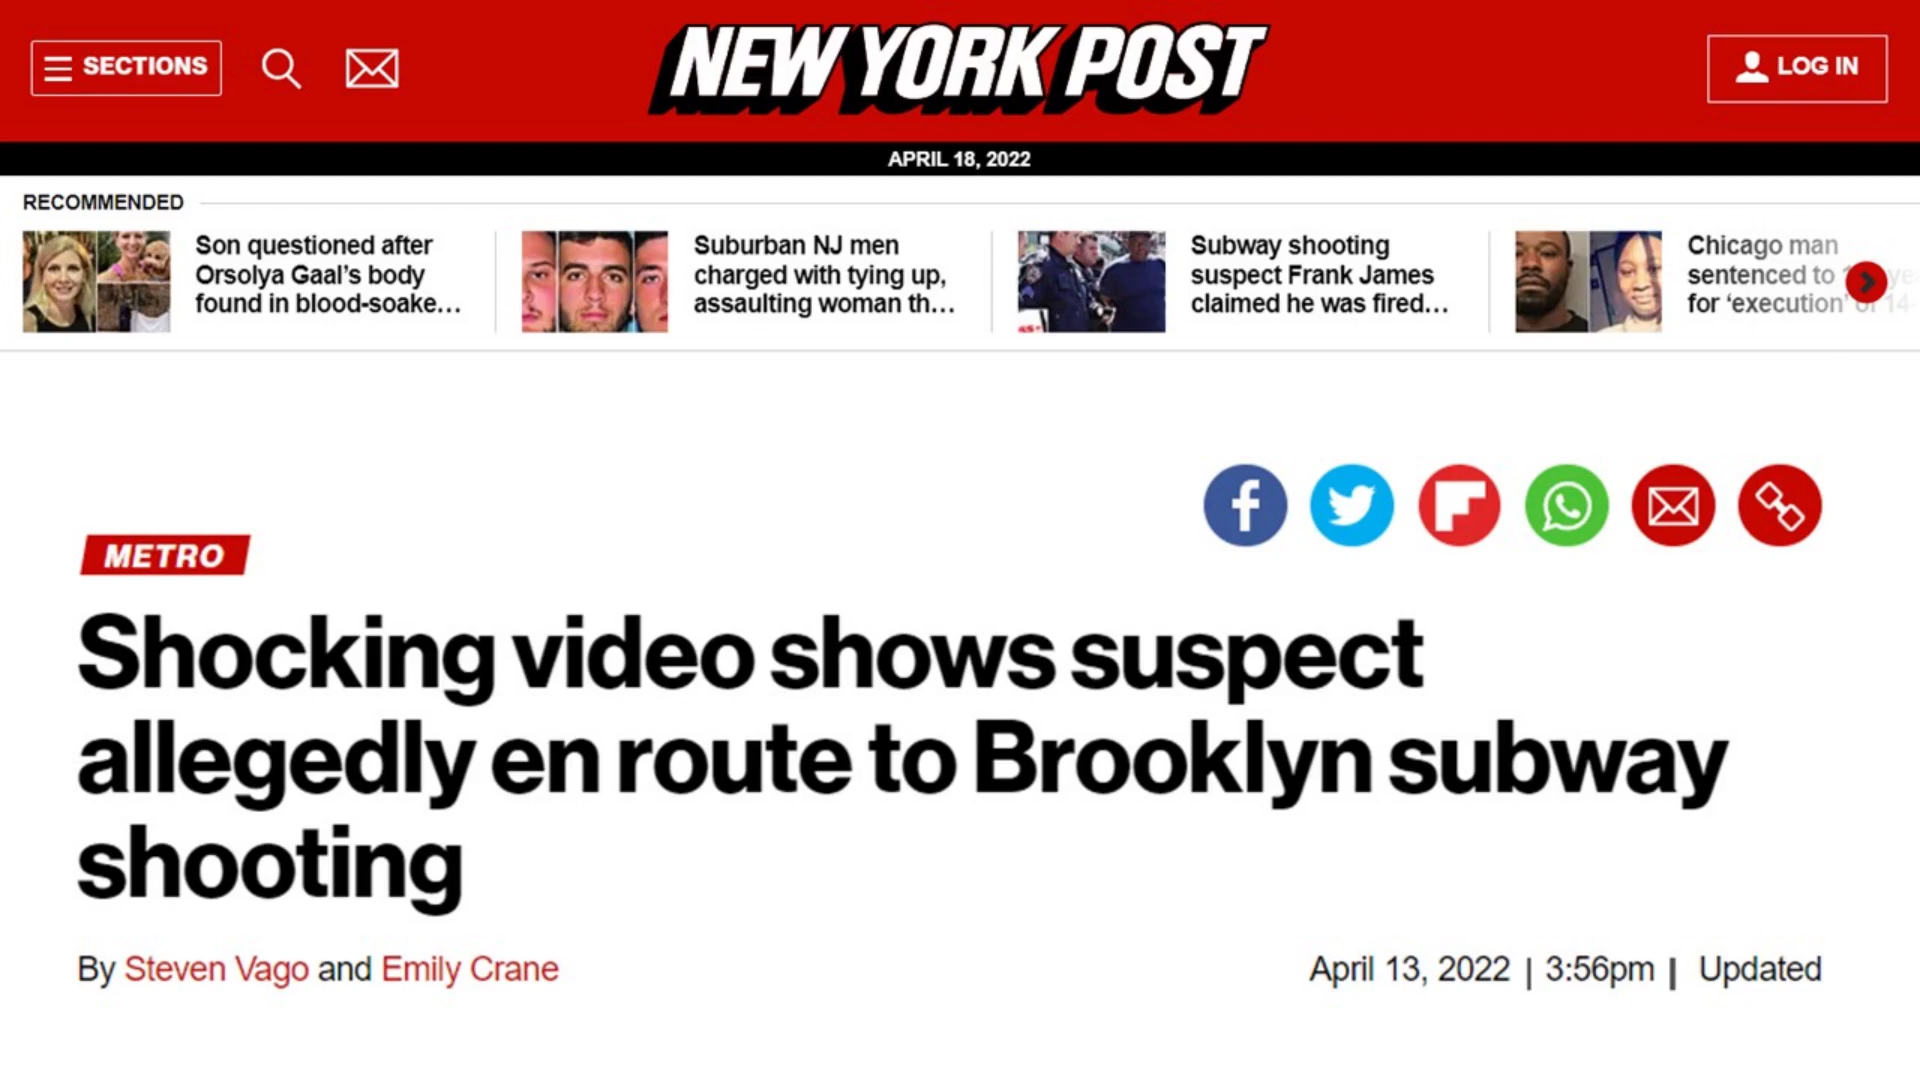 SECTIONS
NEW YORK POST
LOG IN
APRIL 18, 2022
RECOMMENDED
Son questioned after
Orsolya Gaal's body
found in blood-soake...
Suburban NJ men
charged with tying up,
assaulting woman th...
Subway shooting
suspect Frank James
claimed he was fired...
Chicago man
sentenced to
for 'execution' of 14-
METRO
Shocking video shows suspect
allegedly en route to Brooklyn subway
shooting
By Steven Vago and Emily Crane
April 13, 2022 | 3:56pm | Updated